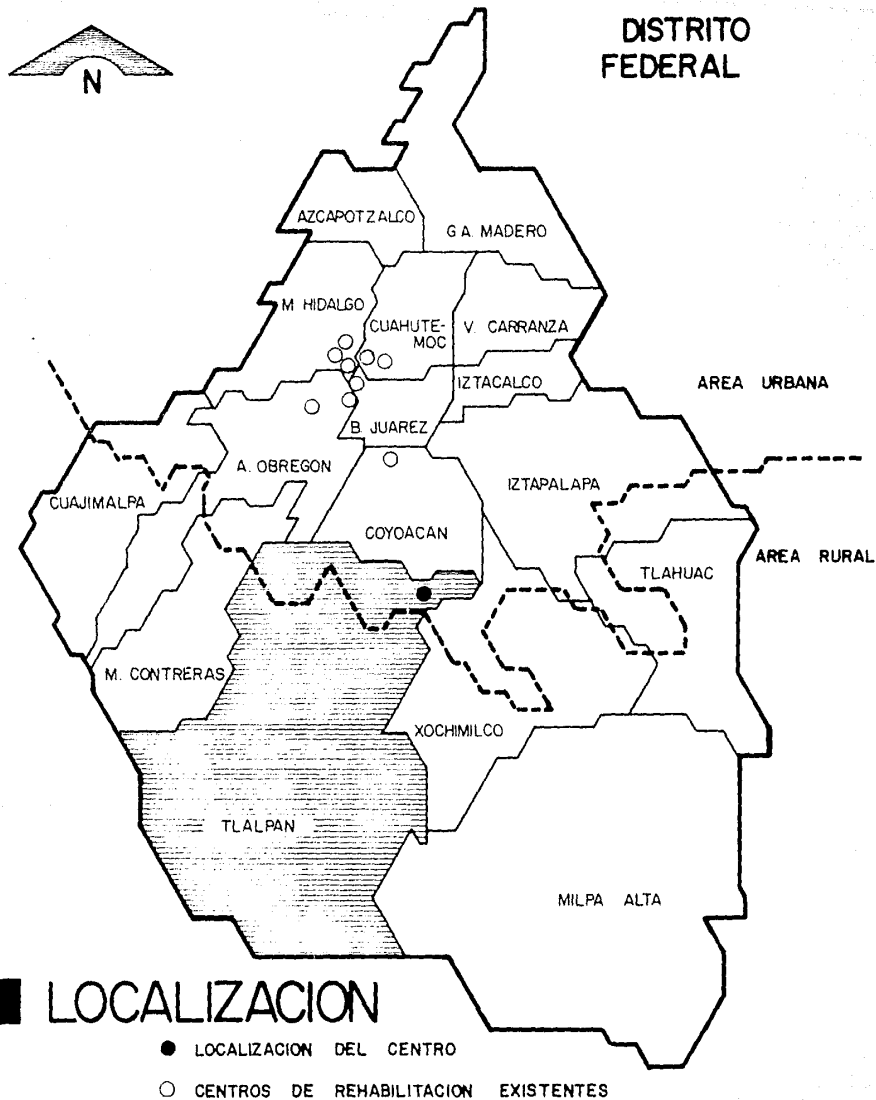 DISTRITO
FEDERAL
N
AZCAPOTZALCO
G A. MADERO
M HIDALGO
CUAHUTE-
MOC
V. CARRANZA
IZTACALCO
AREA URBANA
B. JUAREZ
A. OBREGON
IZTAPALAPA
CUAJIMALPA
COYOACAN
AREA RURAL
TLAHUAC
M. CONTRERAS
XOCHIMILCO
TLALPAN
MILPA ALTA
LOCALIZACION
LOCALIZACION DEL CENTRO
CENTROS DE REHABILITACION EXISTENTES